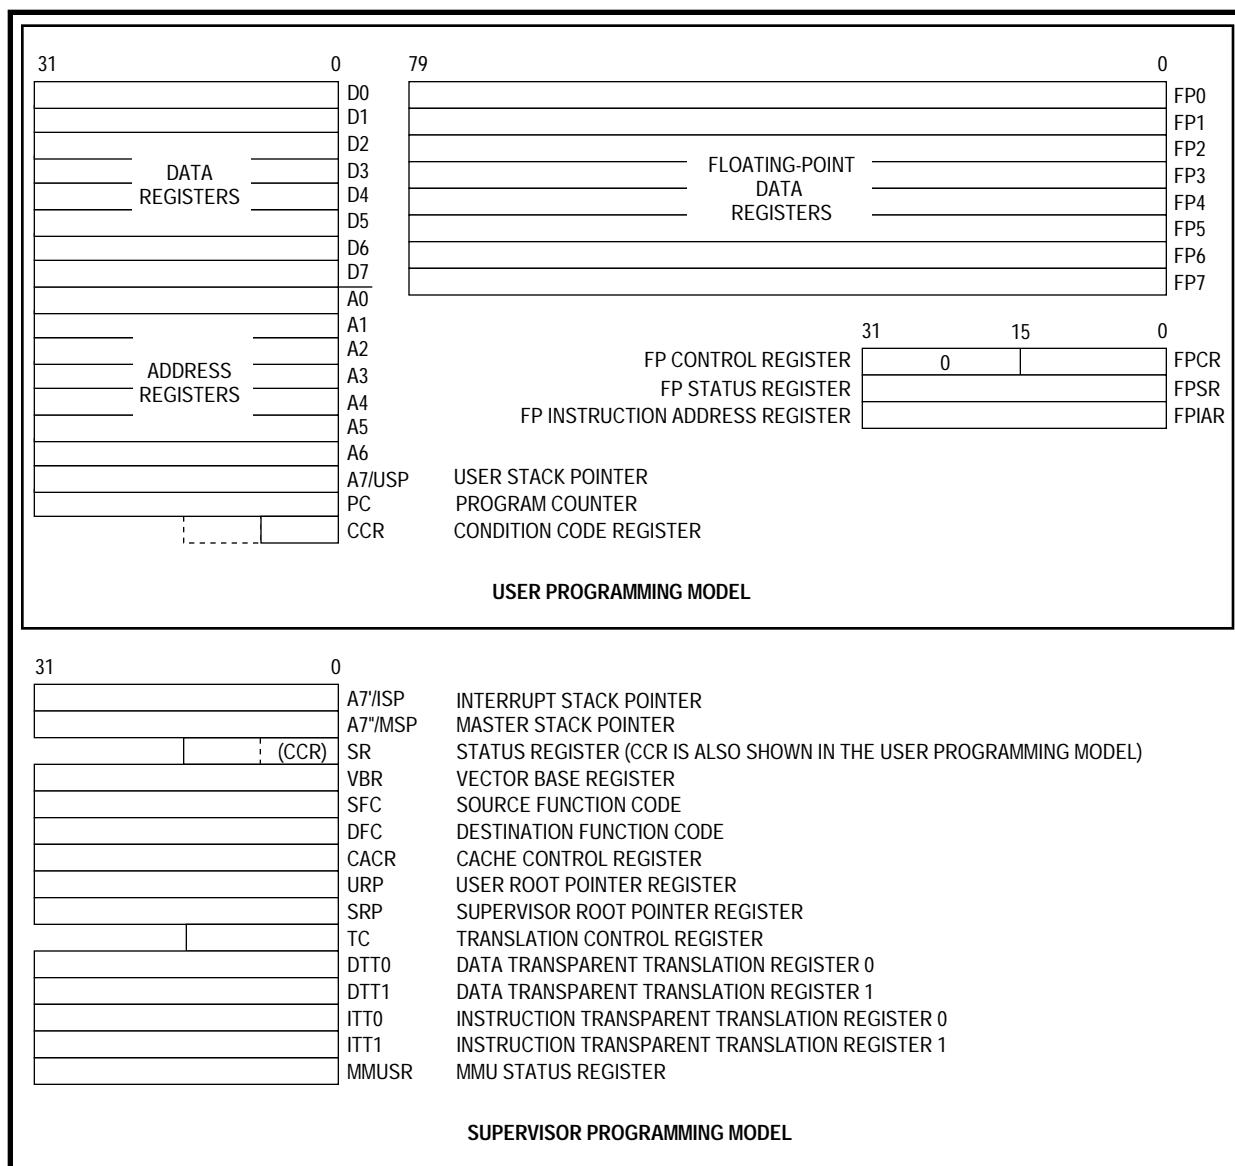 31 0
D0
D1
D2
D3
D4
D5
D6
D7
DATA
REGISTERS
A0
A1
A2
A3
A4
A5
A6
ADDRESS
REGISTERS
A7/USP USER STACK POINTER
PC PROGRAM COUNTER
CCR CONDITION CODE REGISTER
79 0
FP0
FP1
FP2
FP3
FP4
FP5
FP6
FP7
FLOATING-POINT
DATA
REGISTERS
31 15 0
FP CONTROL REGISTER 0 FPCR
FP STATUS REGISTER FPSR
FP INSTRUCTION ADDRESS REGISTER FPIAR
USER PROGRAMMING MODEL
31 0
A7'/ISP INTERRUPT STACK POINTER
A7"/MSP MASTER STACK POINTER
(CCR) SR STATUS REGISTER (CCR IS ALSO SHOWN IN THE USER PROGRAMMING MODEL)
VBR VECTOR BASE REGISTER
SFC SOURCE FUNCTION CODE
DFC DESTINATION FUNCTION CODE
CACR CACHE CONTROL REGISTER
URP USER ROOT POINTER REGISTER
SRP SUPERVISOR ROOT POINTER REGISTER
TC TRANSLATION CONTROL REGISTER
DTT0 DATA TRANSPARENT TRANSLATION REGISTER 0
DTT1 DATA TRANSPARENT TRANSLATION REGISTER 1
ITT0 INSTRUCTION TRANSPARENT TRANSLATION REGISTER 0
ITT1 INSTRUCTION TRANSPARENT TRANSLATION REGISTER 1
MMUSR MMU STATUS REGISTER
SUPERVISOR PROGRAMMING MODEL